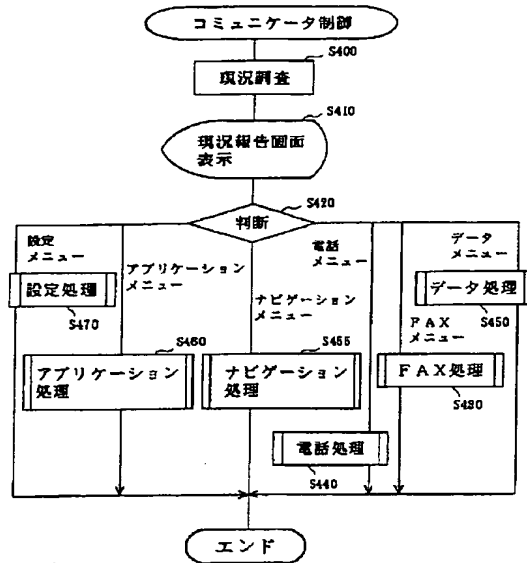 コミュニケータ制御
S400
現況調査
S410
現況報告画面
表示
S420
判断
設定
メニュー
アプリケーション
メニュー
ナビゲーション
メニュー
電話
メニュー
データ
メニュー
設定処理
S470
データ処理
S450
FAX
メニュー
S460
アプリケーション
処理
S455
ナビゲーション
処理
FAX処理
S430
電話処理
S440
エンド